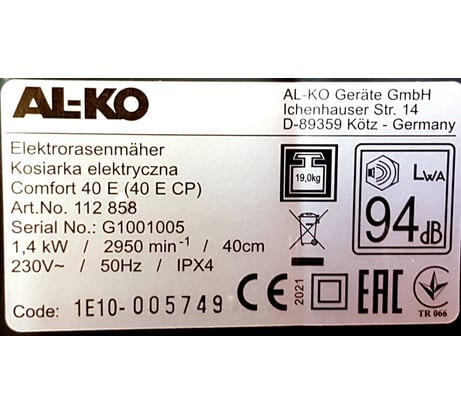 AL-KO
AL-KO Geräte GmbH
Ichenhauser Str. 14
D-89359 Kötz - Germany
Elektrorasenmäher
Kosiarka elektryczna
Comfort 40 E (40 E CP)
Art.No. 112 858
Serial No.: G1001005
1,4 kW / 2950 min⁻¹ / 40cm
230V~ / 50Hz / IPX4
Code: 1E10-005749
19,0kg
LWA
94dB
CE
2021
EAC
TR 066